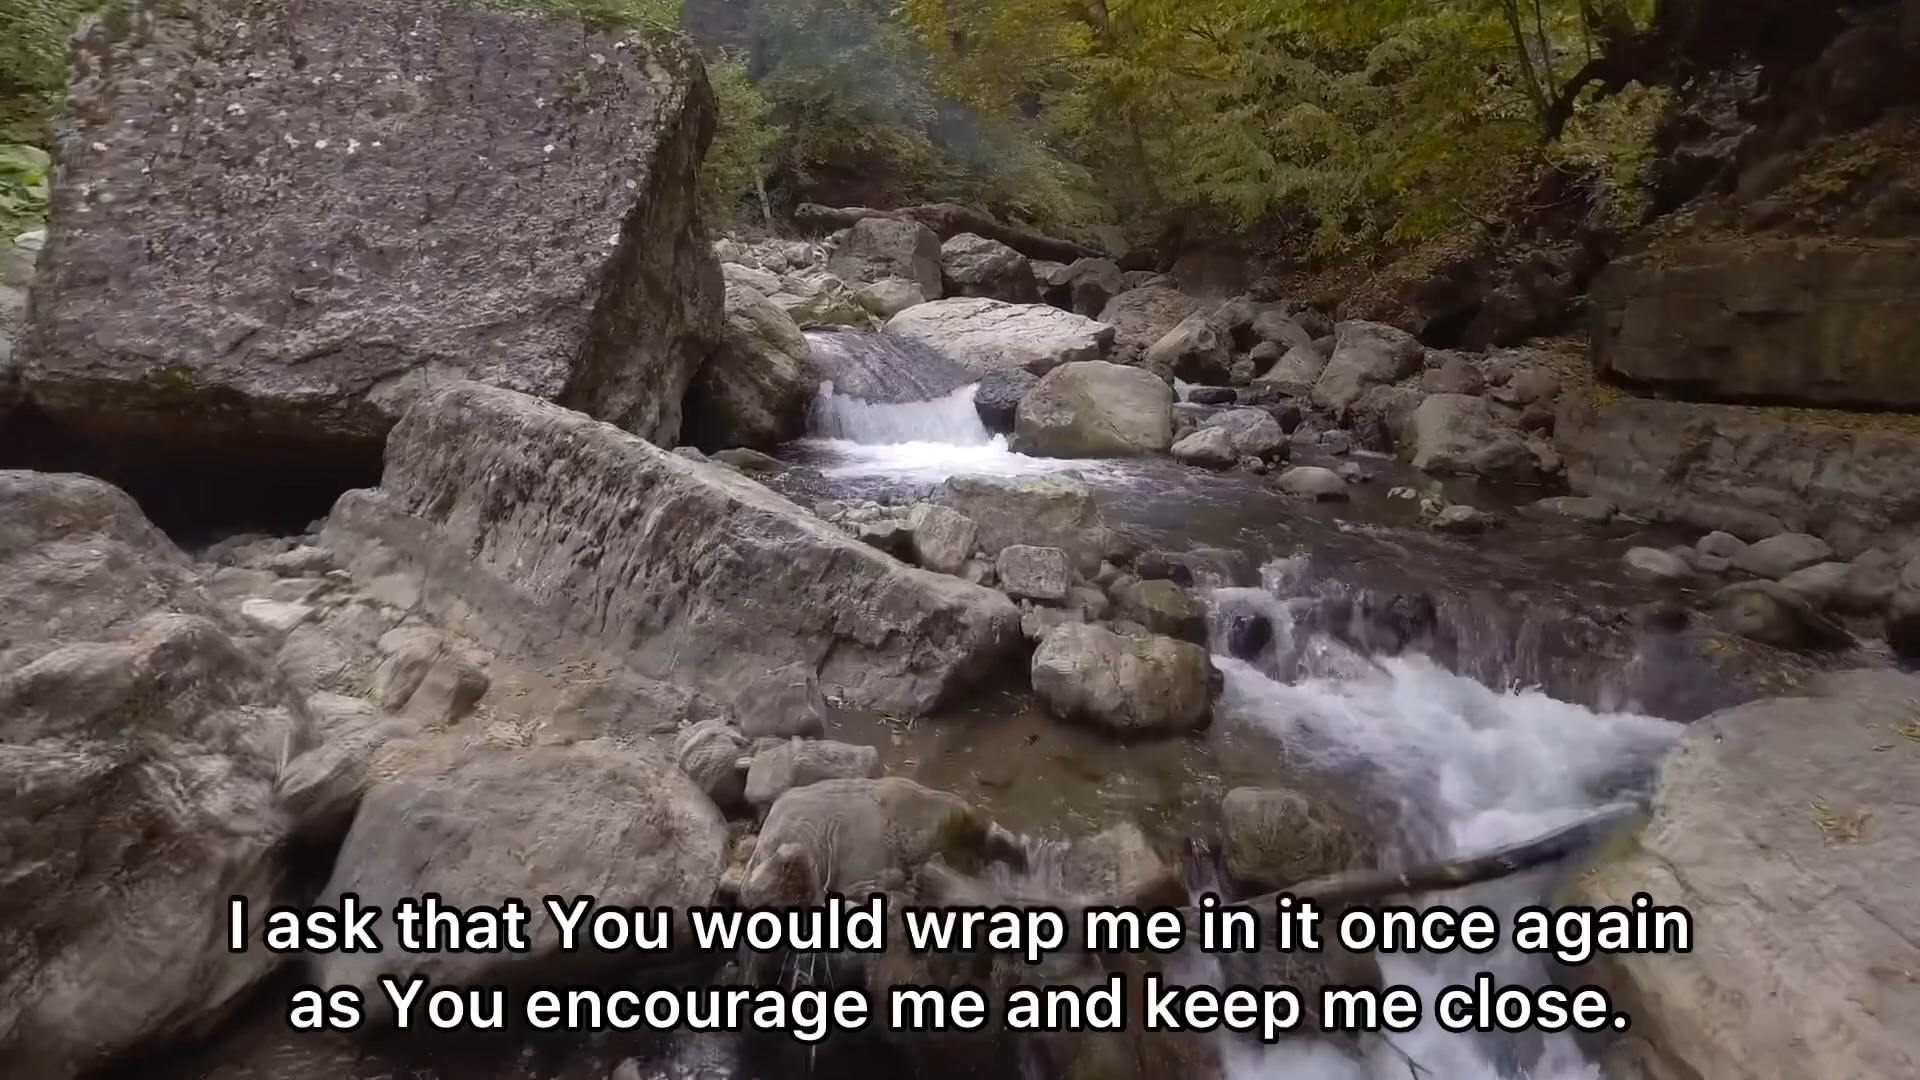 I ask that You would wrap me in it once again
as You encourage me and keep me close.